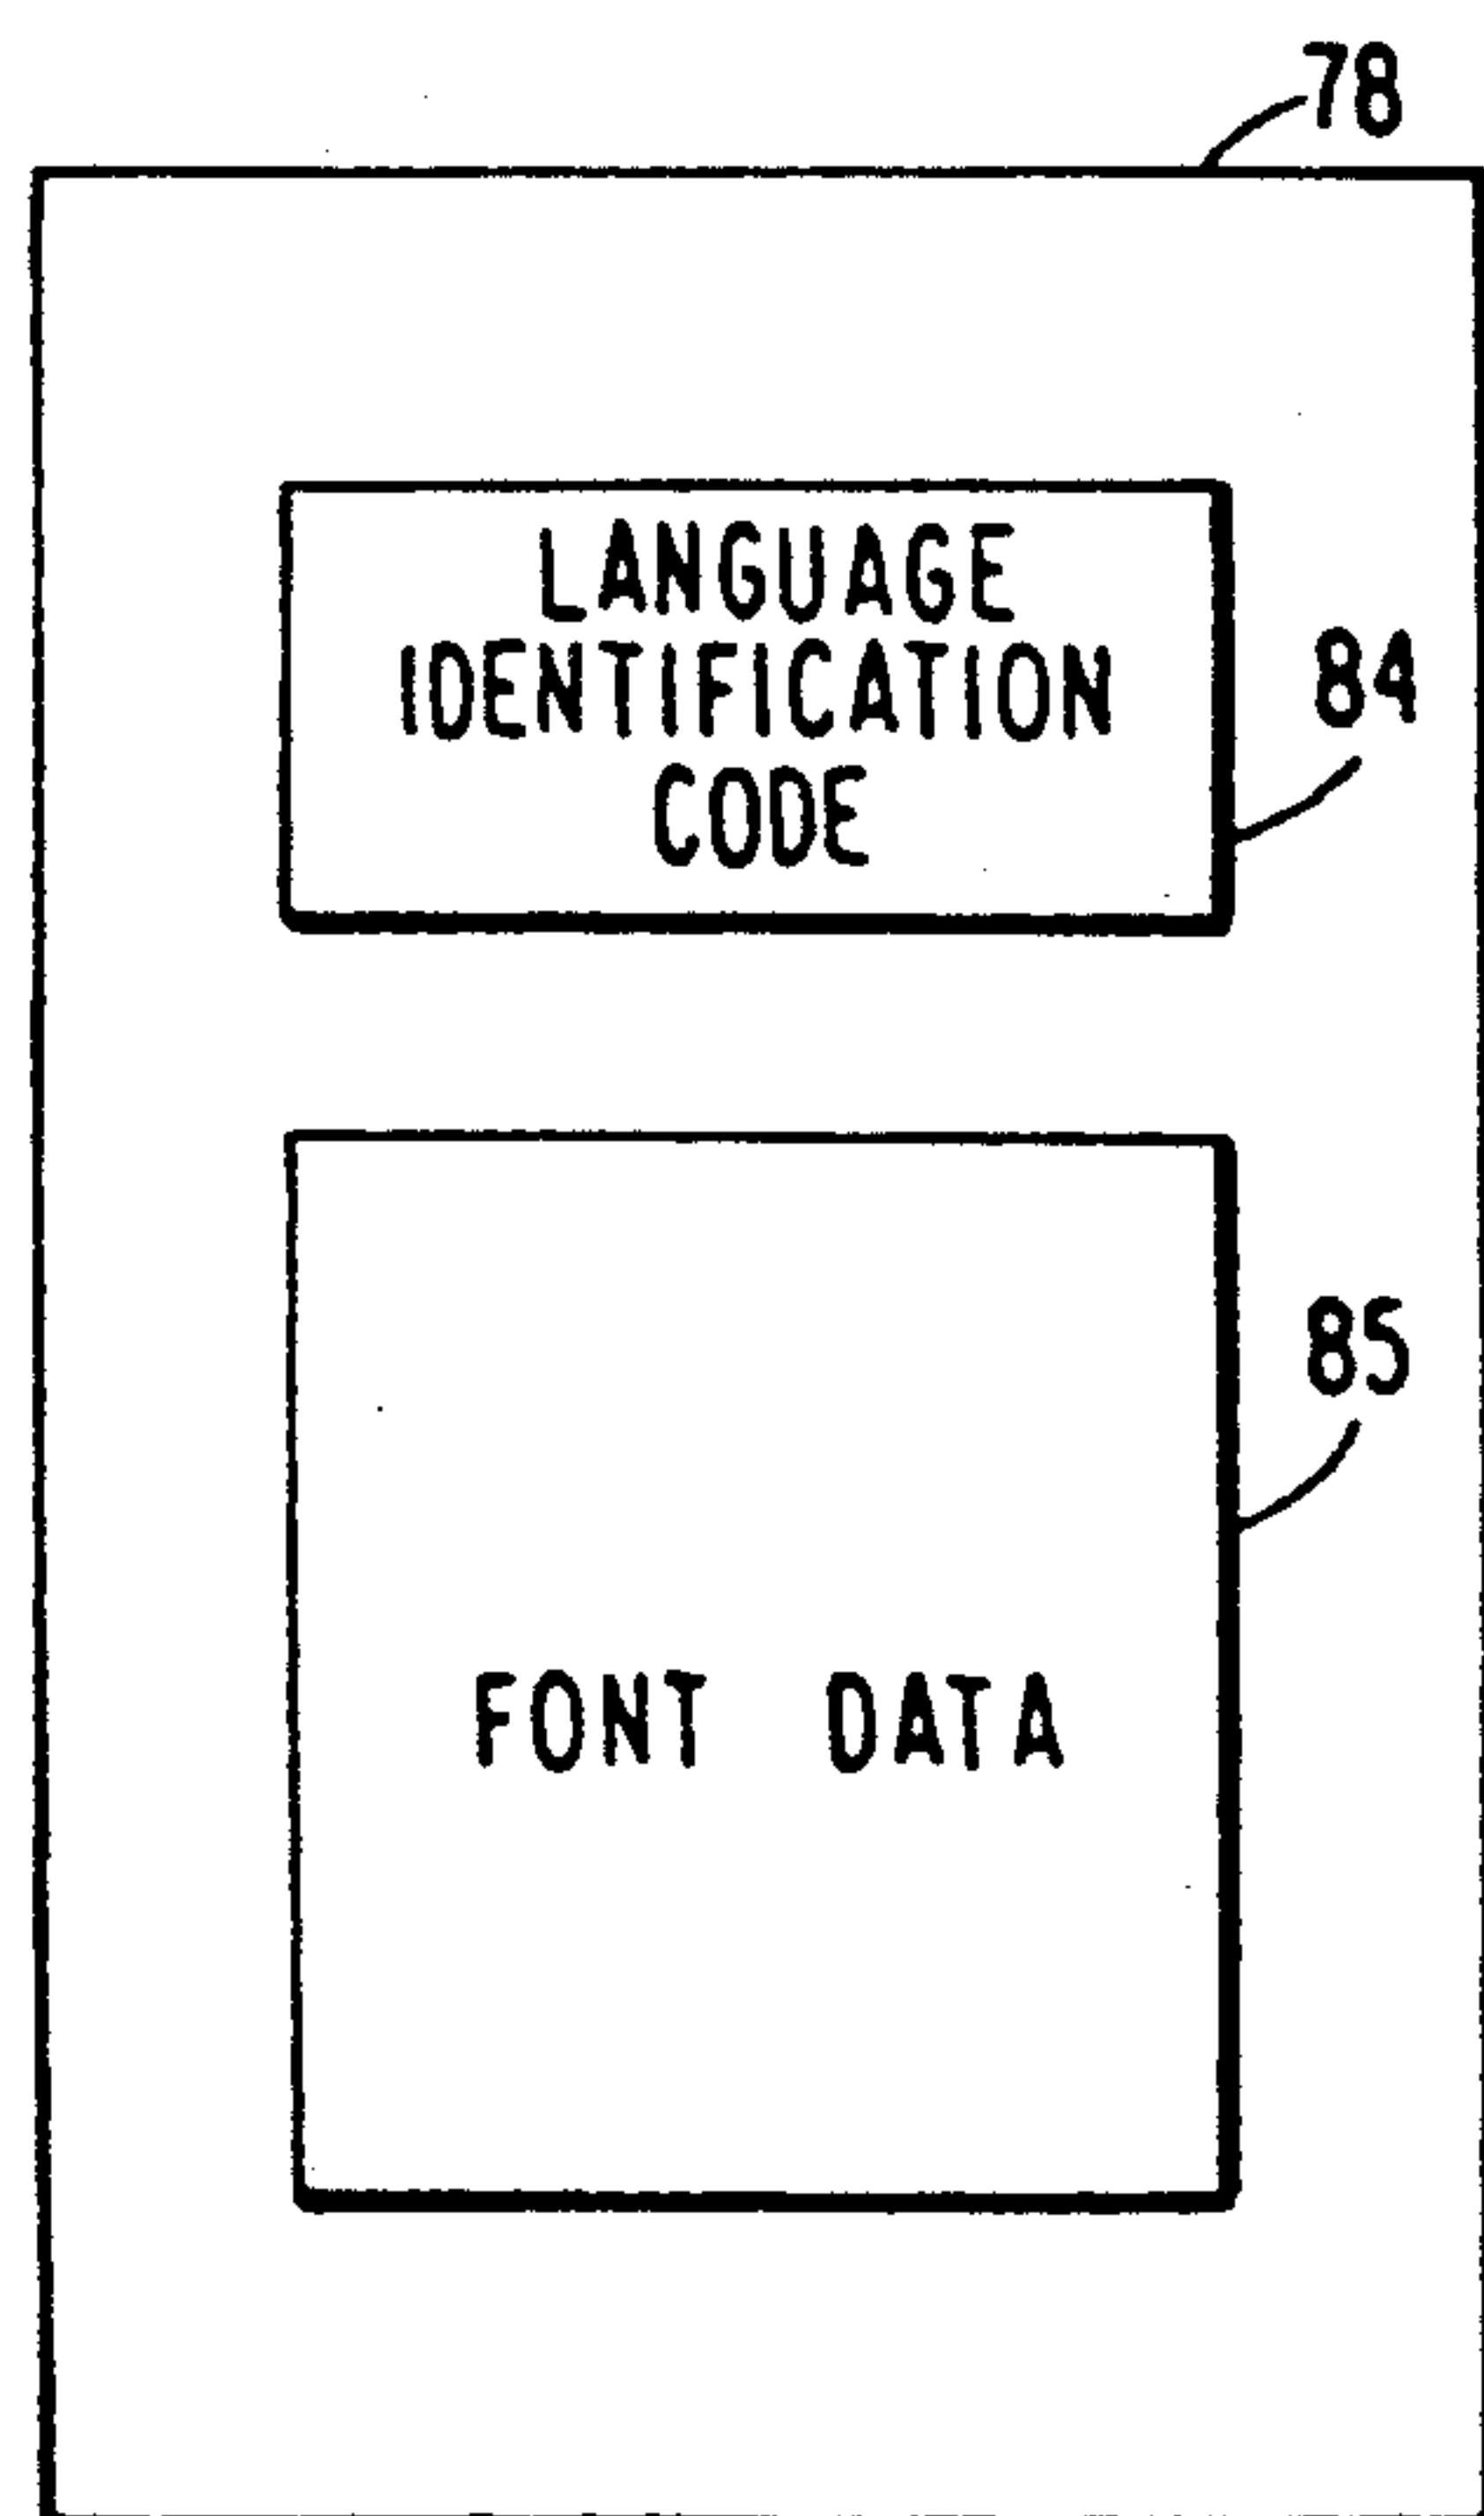 78
LANGUAGE
IDENTIFICATION
CODE
84
85
FONT DATA